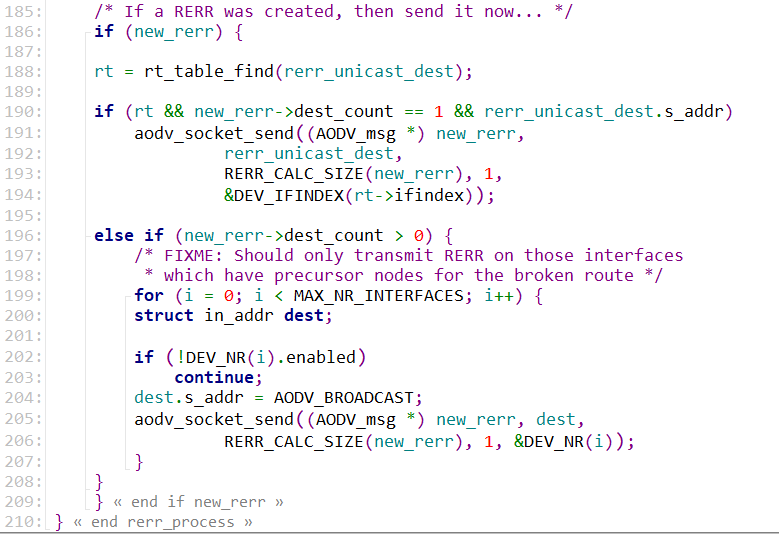 185:     /* If a RERR was created, then send it now... */
186:     if (new_rerr) {
187:
188:     rt = rt_table_find(rerr_unicast_dest);
189:
190:     if (rt && new_rerr->dest_count == 1 && rerr_unicast_dest.s_addr)
191:         aodv_socket_send((AODV_msg *) new_rerr,
192:                  rerr_unicast_dest,
193:                  RERR_CALC_SIZE(new_rerr), 1,
194:                  &DEV_IFINDEX(rt->ifindex));
195:
196:     else if (new_rerr->dest_count > 0) {
197:         /* FIXME: Should only transmit RERR on those interfaces
198:          * which have precursor nodes for the broken route */
199:         for (i = 0; i < MAX_NR_INTERFACES; i++) {
200:         struct in_addr dest;
201:
202:         if (!DEV_NR(i).enabled)
203:             continue;
204:         dest.s_addr = AODV_BROADCAST;
205:         aodv_socket_send((AODV_msg *) new_rerr, dest,
206:                  RERR_CALC_SIZE(new_rerr), 1, &DEV_NR(i));
207:         }
208:     }
209:     } « end if new_rerr »
210: } « end rerr_process »